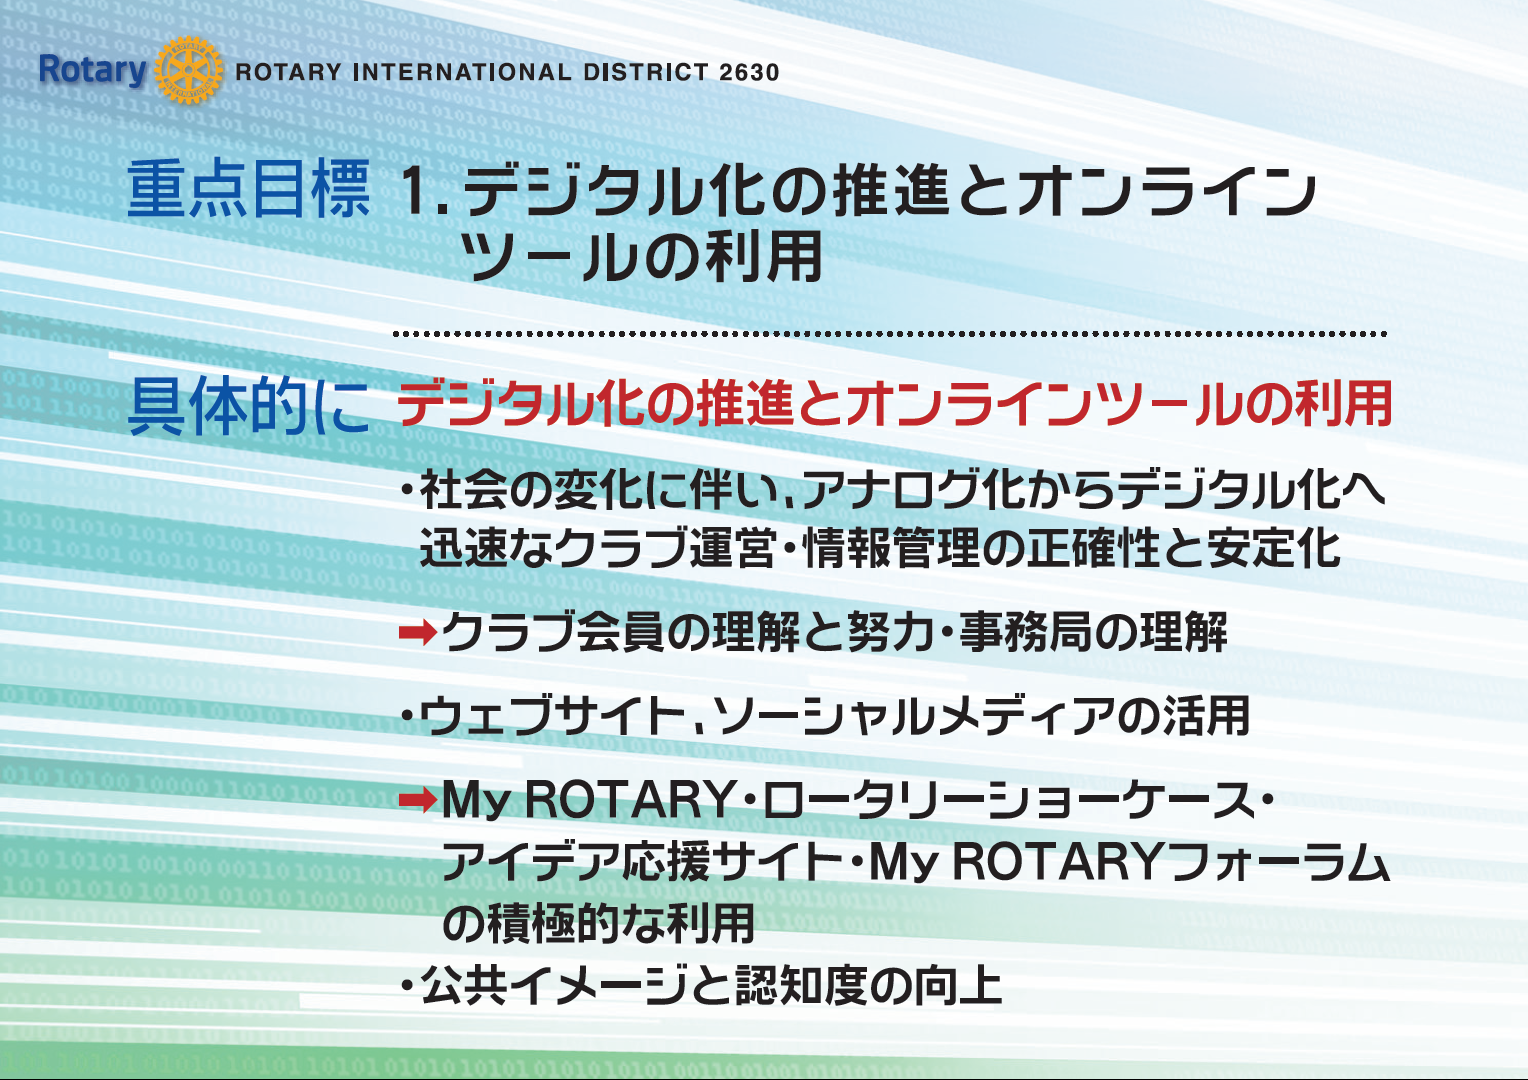 Rotary ROTARY INTERNATIONAL DISTRICT 2630
重点目標 1.デジタル化の推進とオンライン
ツールの利用
具体的に デジタル化の推進とオンラインツールの利用
・社会の変化に伴い、アナログ化からデジタル化へ
迅速なクラブ運営・情報管理の正確性と安定化
➡クラブ会員の理解と努力・事務局の理解
・ウェブサイト、ソーシャルメディアの活用
➡My ROTARY・ロータリーショーケース・
アイデア応援サイト・My ROTARYフォーラム
の積極的な利用
・公共イメージと認知度の向上